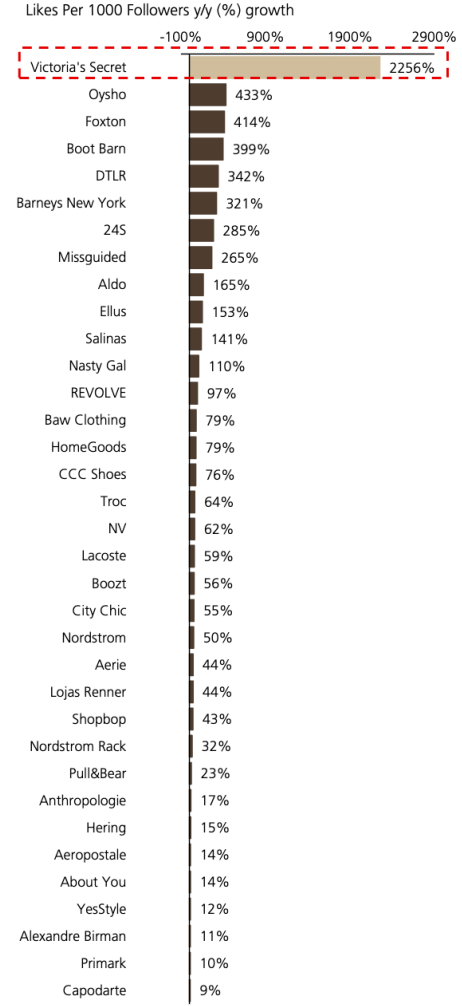 Likes Per 1000 Followers y/y (%) growth
-100% 900% 1900% 2900%
Victoria's Secret 2256%
Oysho 433%
Foxton 414%
Boot Barn 399%
DTLR 342%
Barneys New York 321%
24S 285%
Missguided 265%
Aldo 165%
Ellus 153%
Salinas 141%
Nasty Gal 110%
REVOLVE 97%
Baw Clothing 79%
HomeGoods 79%
CCC Shoes 76%
Troc 64%
NV 62%
Lacoste 59%
Boozt 56%
City Chic 55%
Nordstrom 50%
Aerie 44%
Lojas Renner 44%
Shopbop 43%
Nordstrom Rack 32%
Pull&Bear 23%
Anthropologie 17%
Hering 15%
Aeropostale 14%
About You 14%
YesStyle 12%
Alexandre Birman 11%
Primark 10%
Capodarte 9%